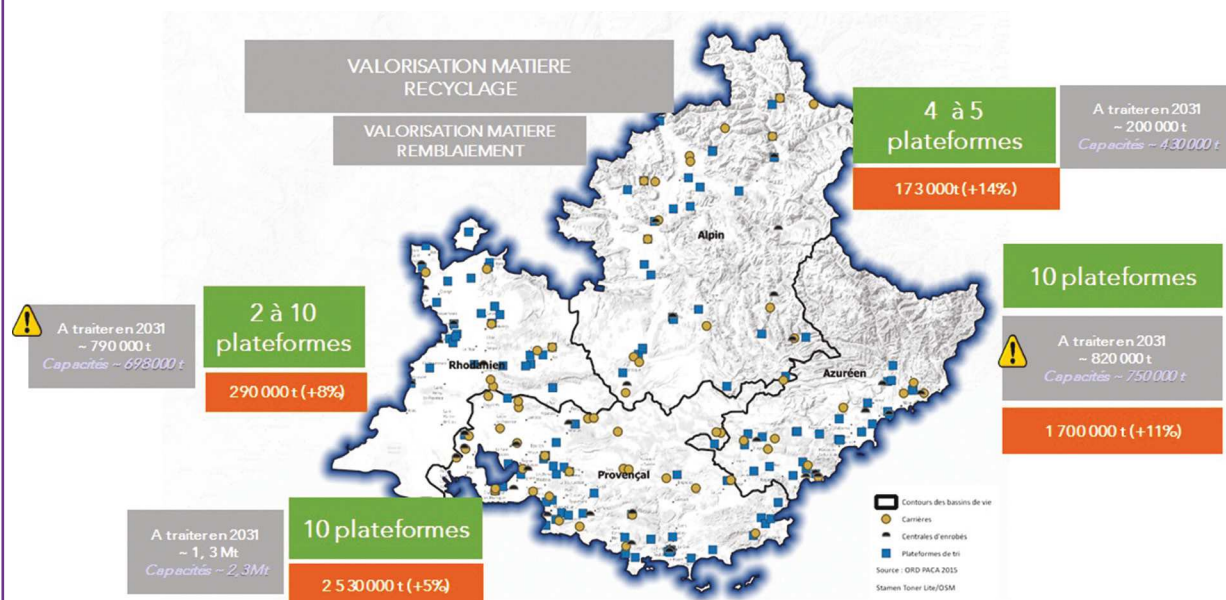 VALORISATION MATIERE
RECYCLAGE
VALORISATION MATIERE
REMBLAIEMENT
4 à 5
plateformes
173 000t (+14%)
A traiter en 2031
~ 200 000 t
Capacités ~ 430 000 t
10 plateformes
A traiter en 2031
~ 820 000 t
Capacités ~ 750 000 t
1 700 000 t (+11%)
A traiter en 2031
~ 790 000 t
Capacités ~ 698000 t
2 à 10
plateformes
290 000 t (+8%)
Alpin
Rhodanien
Azuréen
Provençal
A traiter en 2031
~ 1, 3 Mt
Capacités ~ 2,3Mt
10 plateformes
2 530 000 t (+5%)
Contours des bassins de vie
Carrières
Centrales d'enrobés
Plateformes de tri
Source : ORD PACA 2015
Stamen Toner Lite/OSM